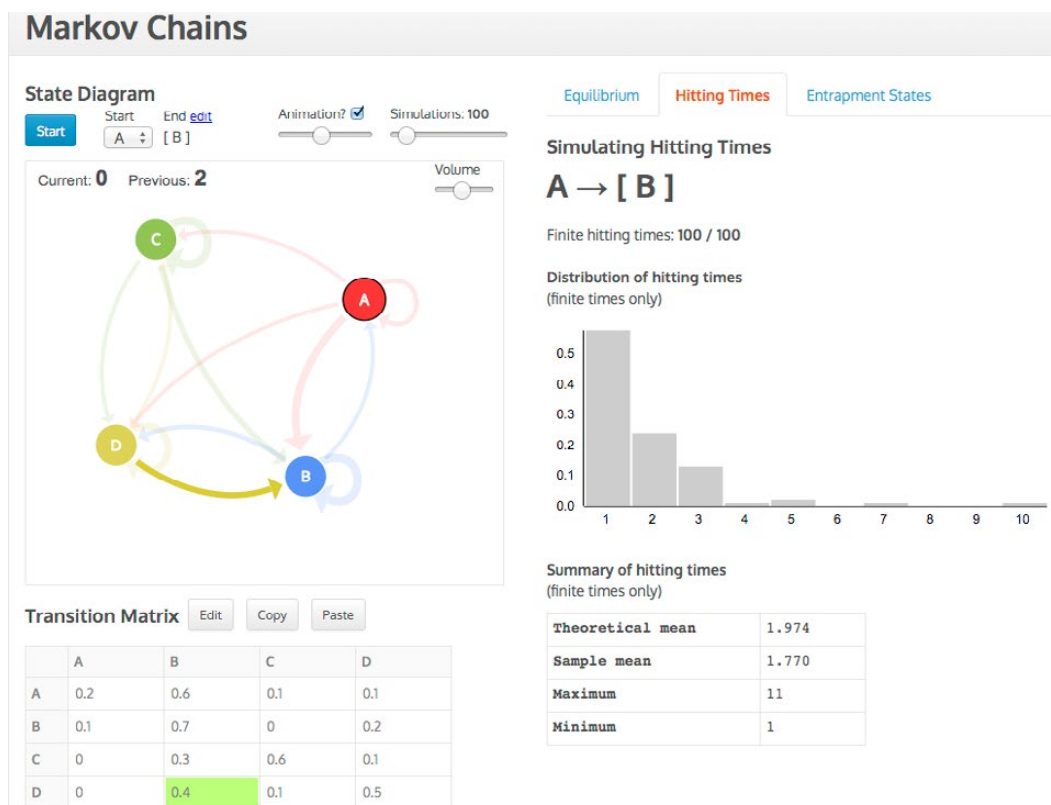 Markov Chains
State Diagram
Start
Start
A
End edit
[ B ]
Animation?
Simulations: 100
Current: 0 Previous: 2
Volume
C
A
D
B
Transition Matrix Edit Copy Paste
A B C D
A 0.2 0.6 0.1 0.1
B 0.1 0.7 0 0.2
C 0 0.3 0.6 0.1
D 0 0.4 0.1 0.5
Equilibrium Hitting Times Entrapment States
Simulating Hitting Times
A → [ B ]
Finite hitting times: 100 / 100
Distribution of hitting times
(finite times only)
0.5
0.4
0.3
0.2
0.1
0.0
1 2 3 4 5 6 7 8 9 10
Summary of hitting times
(finite times only)
Theoretical mean 1.974
Sample mean 1.770
Maximum 11
Minimum 1